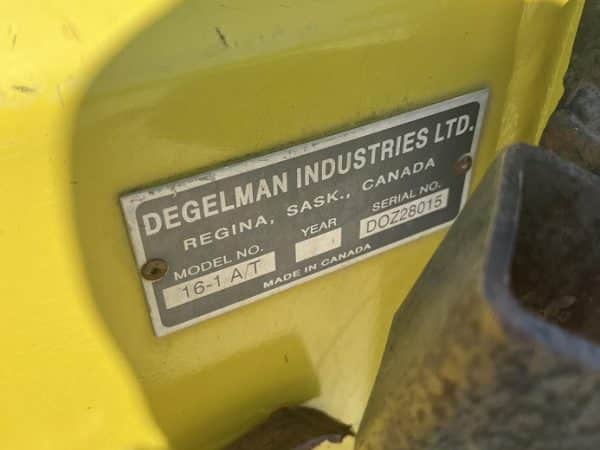 DEGELMAN INDUSTRIES LTD.
REGINA, SASK., CANADA
MODEL NO. YEAR SERIAL NO.
16-1 A/T DOZ28015
MADE IN CANADA